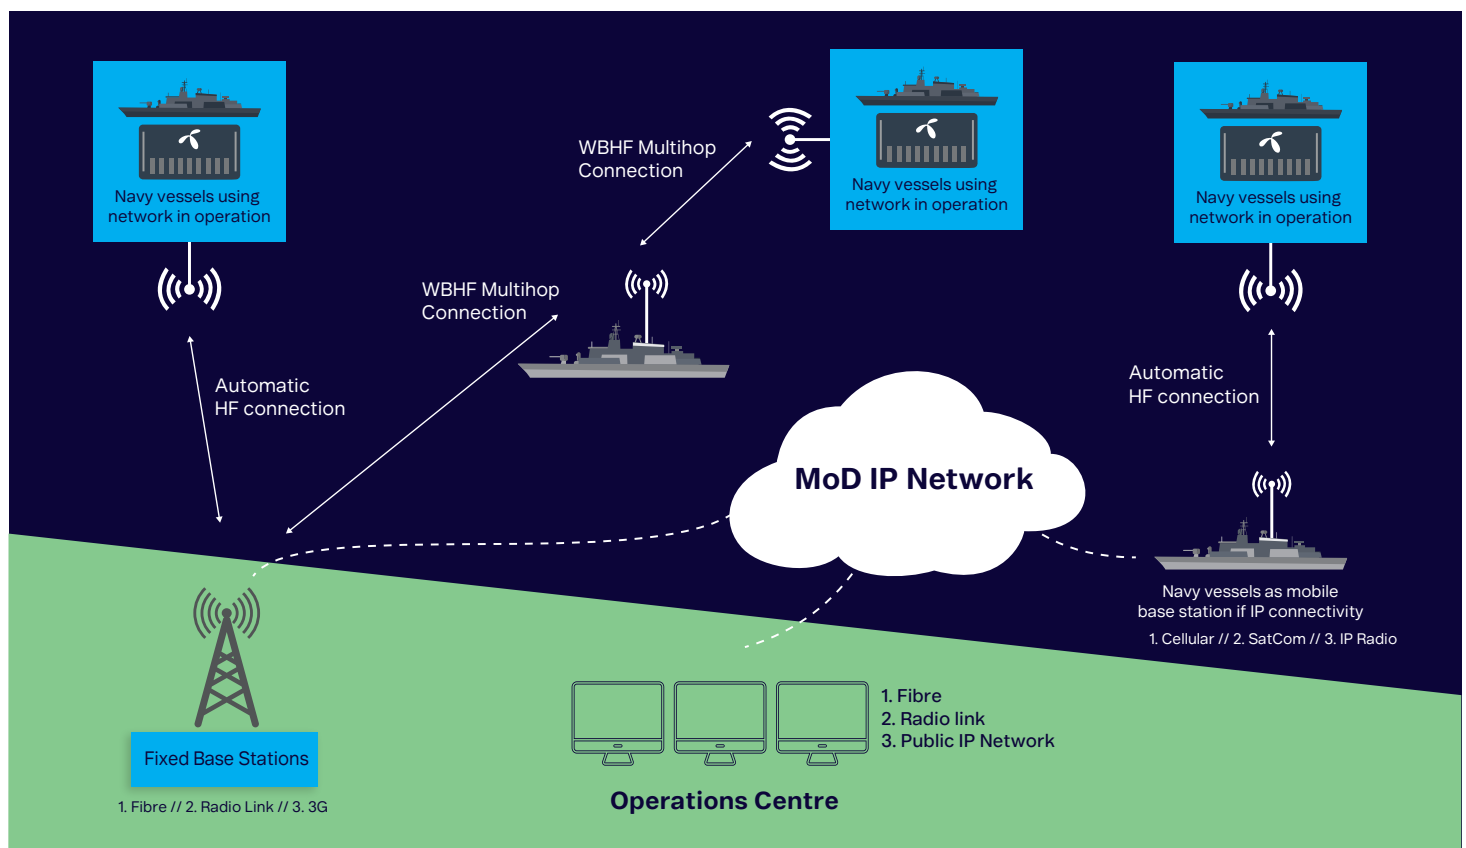 Navy vessels using
network in operation
WBHF Multihop
Connection
Navy vessels using
network in operation
Navy vessels using
network in operation
WBHF Multihop
Connection
Automatic
HF connection
Automatic
HF connection
MoD IP Network
Navy vessels as mobile
base station if IP connectivity
1. Cellular // 2. SatCom // 3. IP Radio
Fixed Base Stations
1. Fibre // 2. Radio Link // 3. 3G
1. Fibre
2. Radio link
3. Public IP Network
Operations Centre